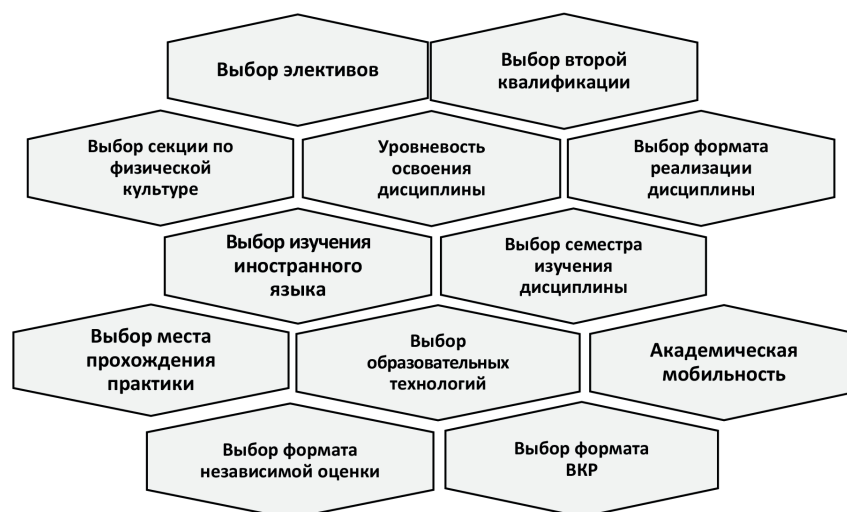 Выбор элективов
Выбор второй
квалификации
Выбор секции по
физической
культуре
Уровневость
освоения
дисциплины
Выбор формата
реализации
дисциплины
Выбор изучения
иностранного
языка
Выбор семестра
изучения
дисциплины
Выбор места
прохождения
практики
Выбор
образовательных
технологий
Академическая
мобильность
Выбор формата
независимой оценки
Выбор формата
ВКР